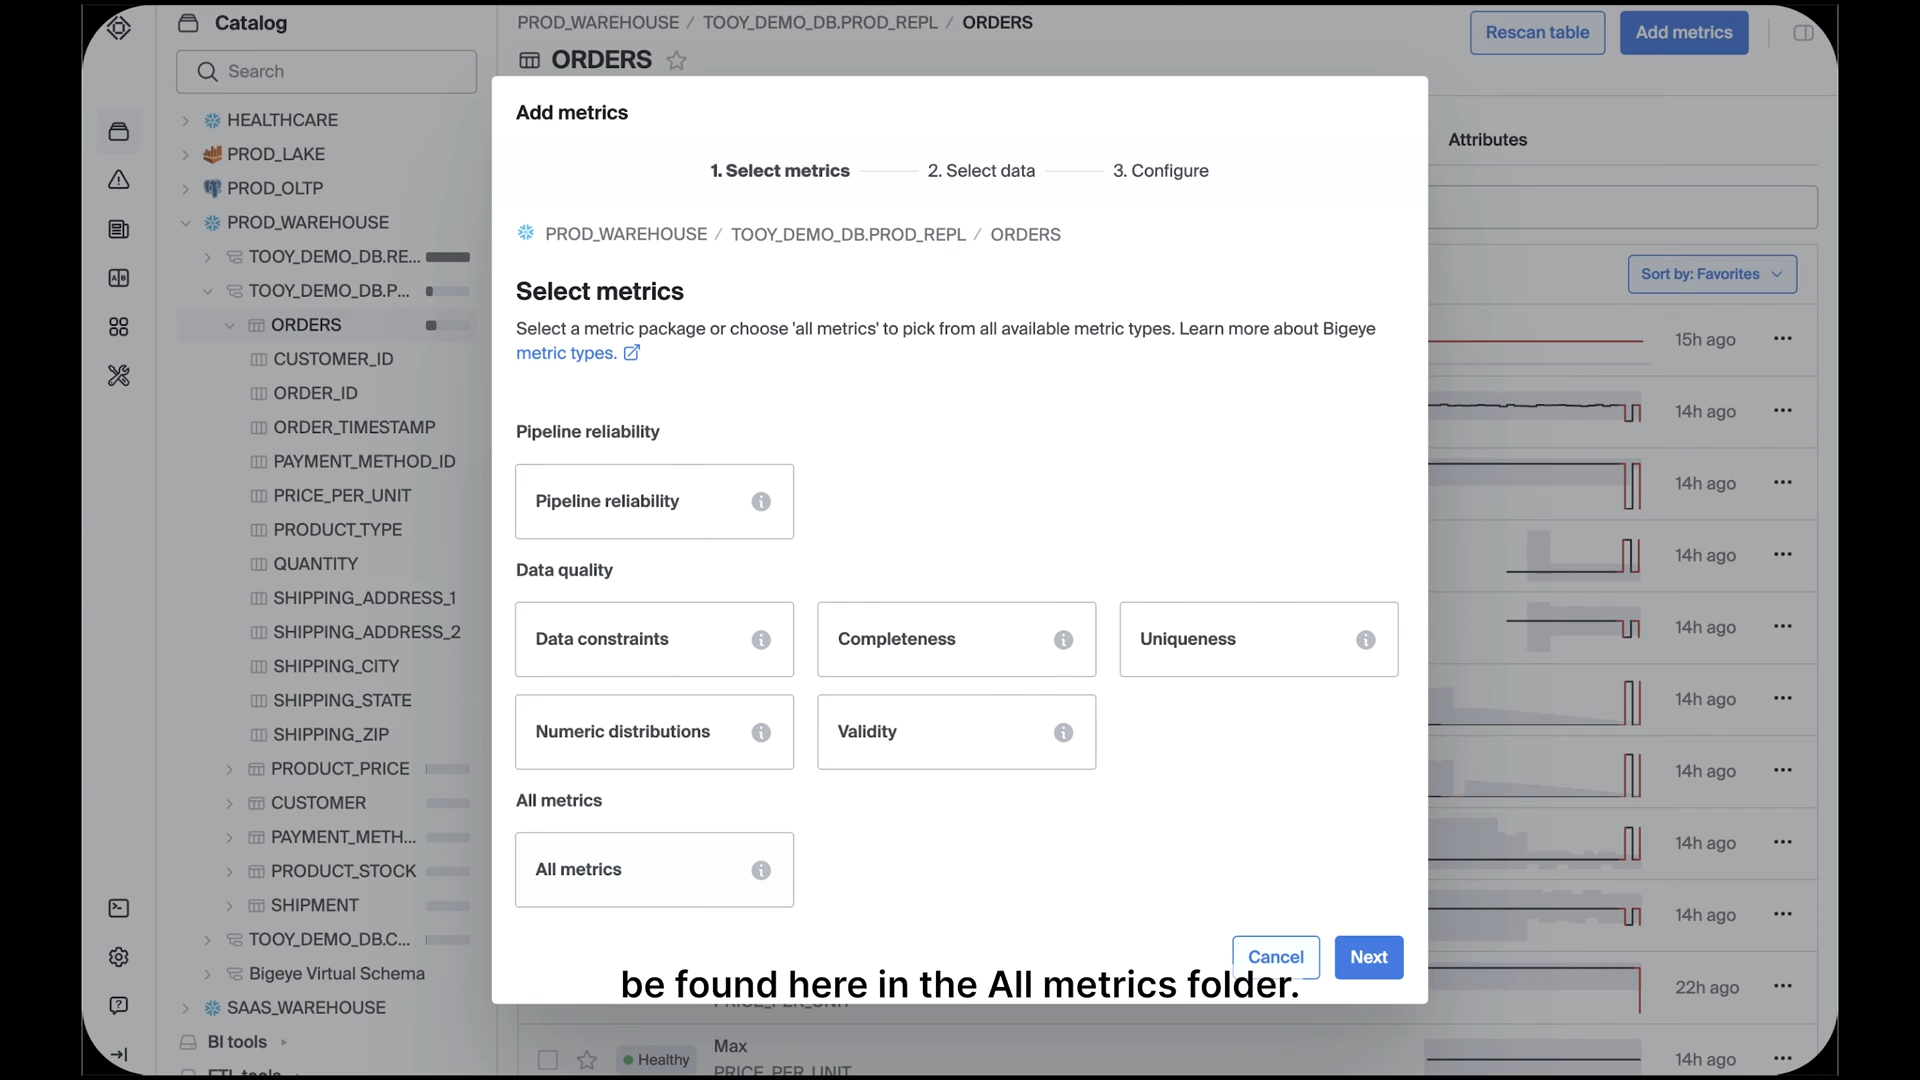 Catalog
PROD_WAREHOUSE / TOOY_DEMO_DB.PROD_REPL / ORDERS
ORDERS
Rescan table
Add metrics
Search
HEALTHCARE
PROD_LAKE
PROD_OLTP
PROD_WAREHOUSE
TOOY_DEMO_DB.RE...
TOOY_DEMO_DB.P...
ORDERS
CUSTOMER_ID
ORDER_ID
ORDER_TIMESTAMP
PAYMENT_METHOD_ID
PRICE_PER_UNIT
PRODUCT_TYPE
QUANTITY
SHIPPING_ADDRESS_1
SHIPPING_ADDRESS_2
SHIPPING_CITY
SHIPPING_STATE
SHIPPING_ZIP
PRODUCT_PRICE
CUSTOMER
PAYMENT_METH...
PRODUCT_STOCK
SHIPMENT
TOOY_DEMO_DB.C...
Bigeye Virtual Schema
SAAS_WAREHOUSE
BI tools
ETL tools
Add metrics
1. Select metrics
2. Select data
3. Configure
PROD_WAREHOUSE / TOOY_DEMO_DB.PROD_REPL / ORDERS
Select metrics
Select a metric package or choose 'all metrics' to pick from all available metric types. Learn more about Bigeye
metric types.
Pipeline reliability
Pipeline reliability
Data quality
Data constraints
Completeness
Uniqueness
Numeric distributions
Validity
All metrics
All metrics
Cancel
Next
be found here in the All metrics folder.
Attributes
Sort by: Favorites
15h ago
14h ago
14h ago
14h ago
14h ago
14h ago
14h ago
14h ago
14h ago
22h ago
PRICE_PER_UNIT
Healthy
Max
PRICE_PER_UNIT
14h ago